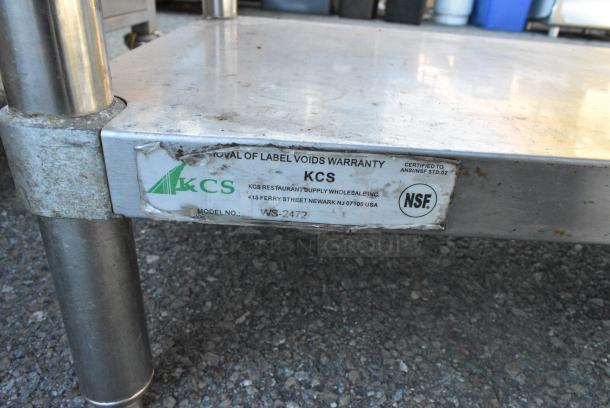 OVAL OF LABEL VOIDS WARRANTY
KCS
KCS
KCS RESTAURANT SUPPLY WHOLESALE INC.
415 FERRY STREET NEWARK NJ 07105 USA
MODEL NO.: WS-2472
CERTIFIED TO
ANSI/NSF STD.02
NSF.